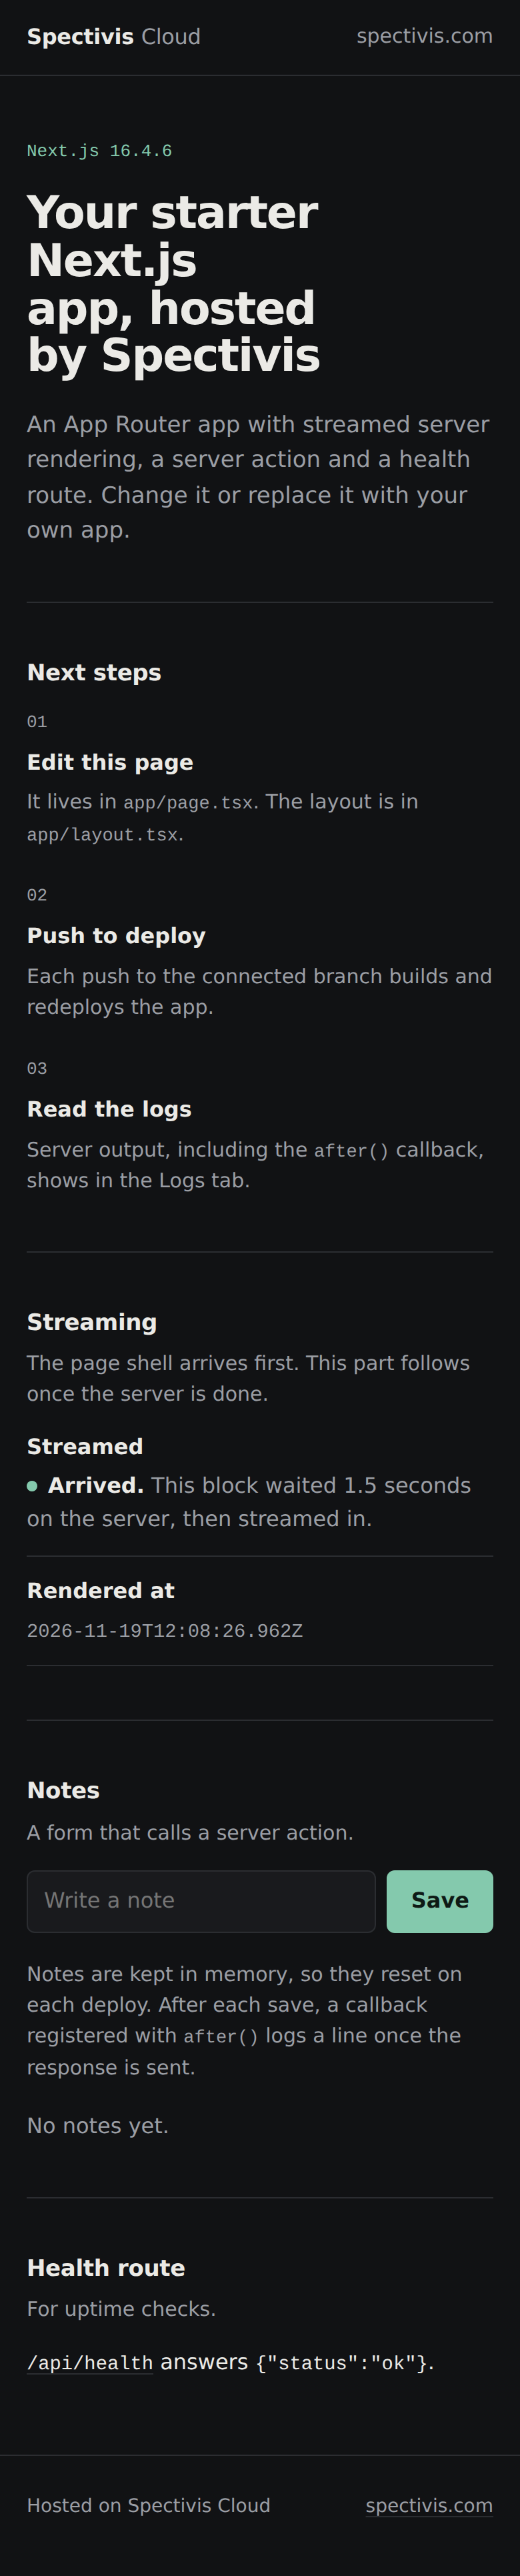 Spectivis Cloud spectivis.com
Next.js 16.4.6
Your starter
Next.js
app, hosted
by Spectivis
An App Router app with streamed server
rendering, a server action and a health
route. Change it or replace it with your
own app.
Next steps
01
Edit this page
It lives in app/page.tsx. The layout is in
app/layout.tsx.
02
Push to deploy
Each push to the connected branch builds and
redeploys the app.
03
Read the logs
Server output, including the after() callback,
shows in the Logs tab.
Streaming
The page shell arrives first. This part follows
once the server is done.
Streamed
Arrived. This block waited 1.5 seconds
on the server, then streamed in.
Rendered at
2026-11-19T12:08:26.962Z
Notes
A form that calls a server action.
Write a note Save
Notes are kept in memory, so they reset on
each deploy. After each save, a callback
registered with after() logs a line once the
response is sent.
No notes yet.
Health route
For uptime checks.
/api/health answers {"status":"ok"}.
Hosted on Spectivis Cloud spectivis.com